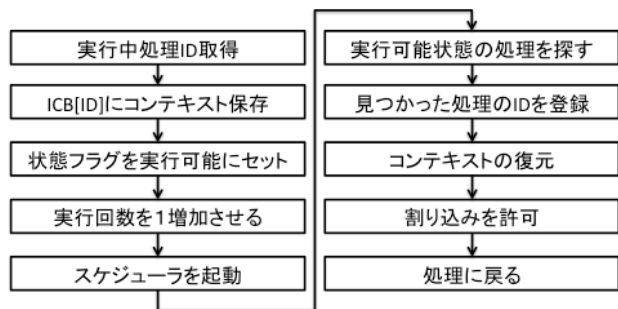 実行中処理ID取得
ICB[ID]にコンテキスト保存
状態フラグを実行可能にセット
実行回数を1増加させる
スケジューラを起動
実行可能状態の処理を探す
見つかった処理のIDを登録
コンテキストの復元
割り込みを許可
処理に戻る